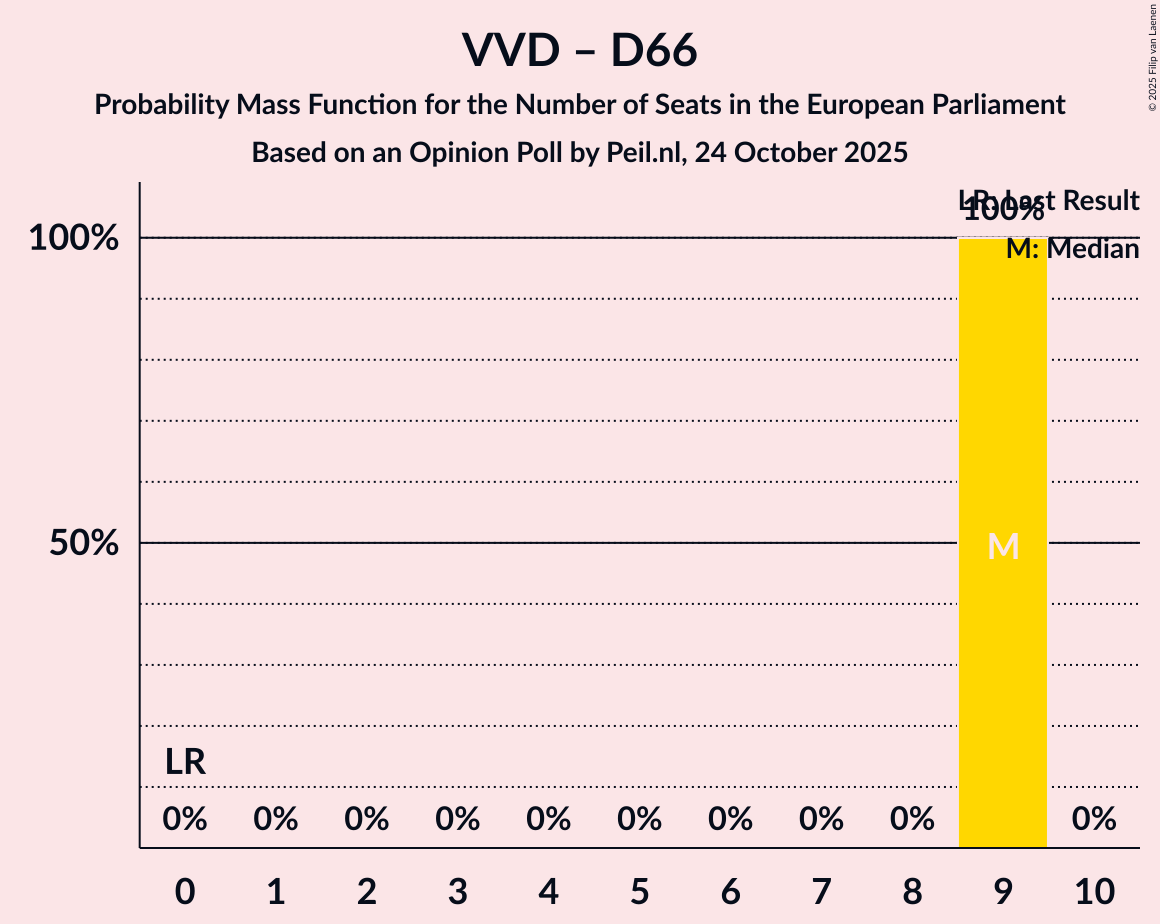 VVD – D66
Probability Mass Function for the Number of Seats in the European Parliament
Based on an Opinion Poll by Peil.nl, 24 October 2025
© 2025 Filip van Laenen
LR: Last Result
100%
M: Median
100%
50%
M
LR
0% 0% 0% 0% 0% 0% 0% 0% 0% 0%
0 1 2 3 4 5 6 7 8 9 10